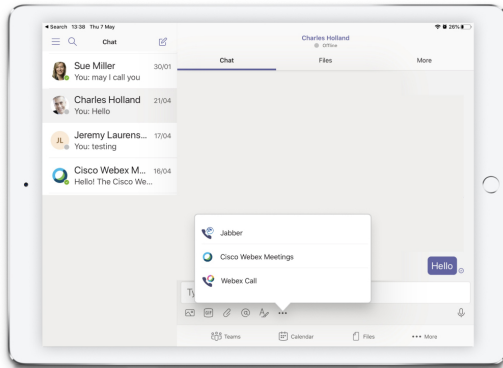 Search 13:38 Thu 7 May
26%
Chat
Sue Miller 30/01
You: may I call you
Charles Holland 21/04
You: Hello
JL
Jeremy Laurens... 17/04
You: testing
Cisco Webex M... 16/04
Hello! The Cisco We...
Charles Holland
Offline
Chat Files More
Hello
Jabber
Cisco Webex Meetings
Webex Call
Ty
GIF
Teams Calendar Files More